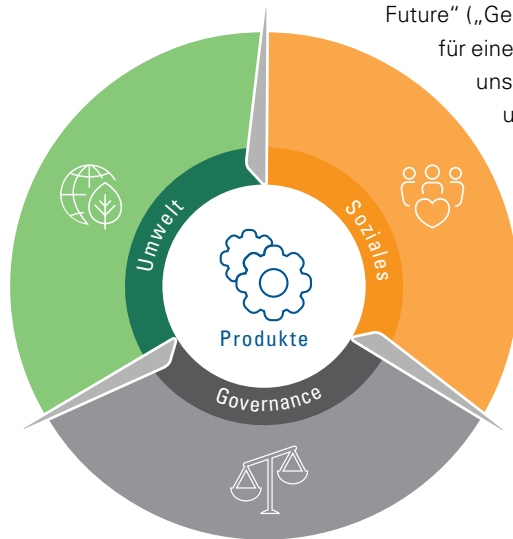 Future“ („Ge
für eine
uns
u
Umwelt
Soziales
Produkte
Governance